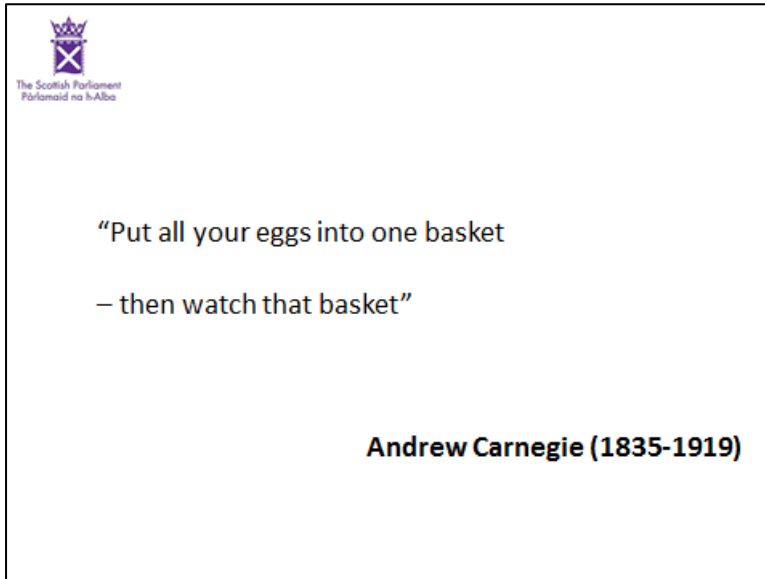 The Scottish Parliament
Pàrlamaid na h-Alba
“Put all your eggs into one basket
– then watch that basket”
Andrew Carnegie (1835-1919)